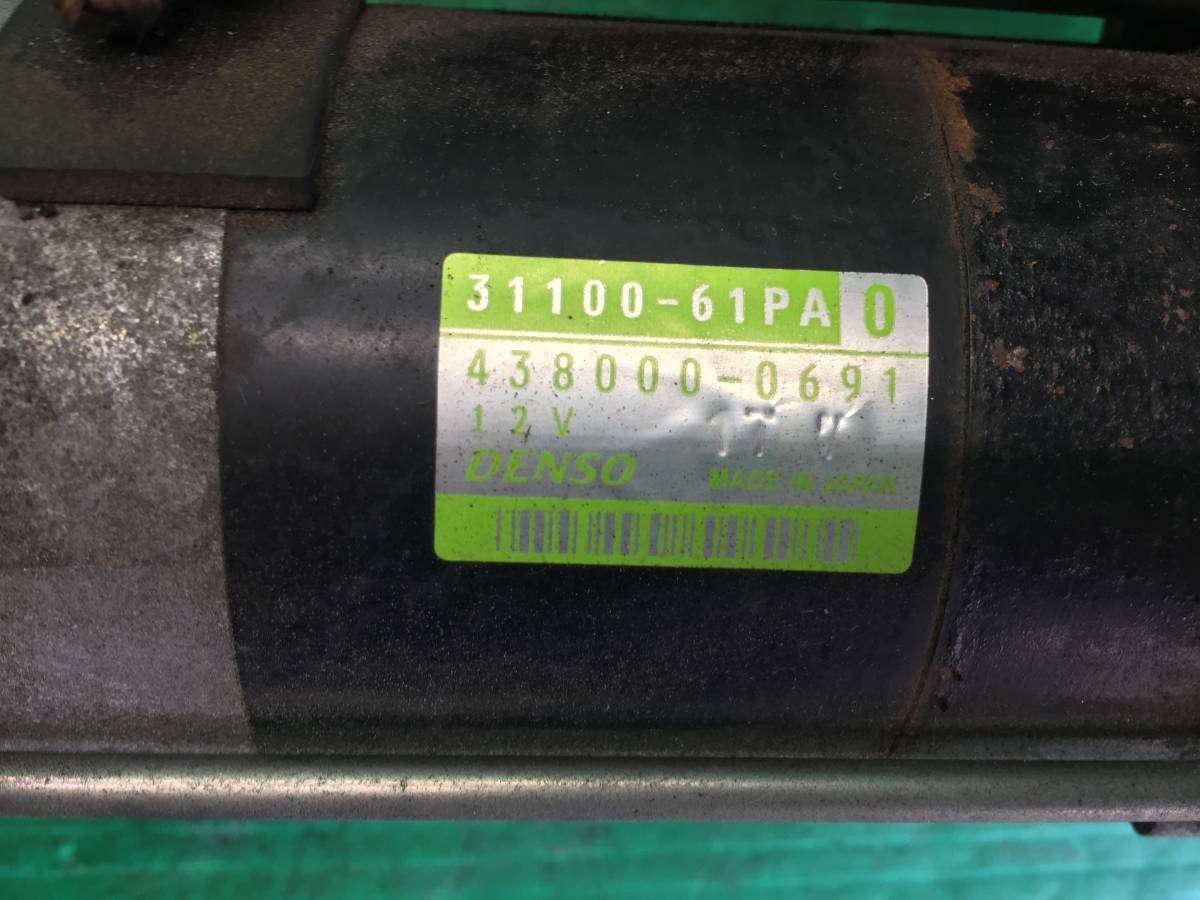 31100-61PA 0
438000-0691
12V
DENSO MADE IN JAPAN